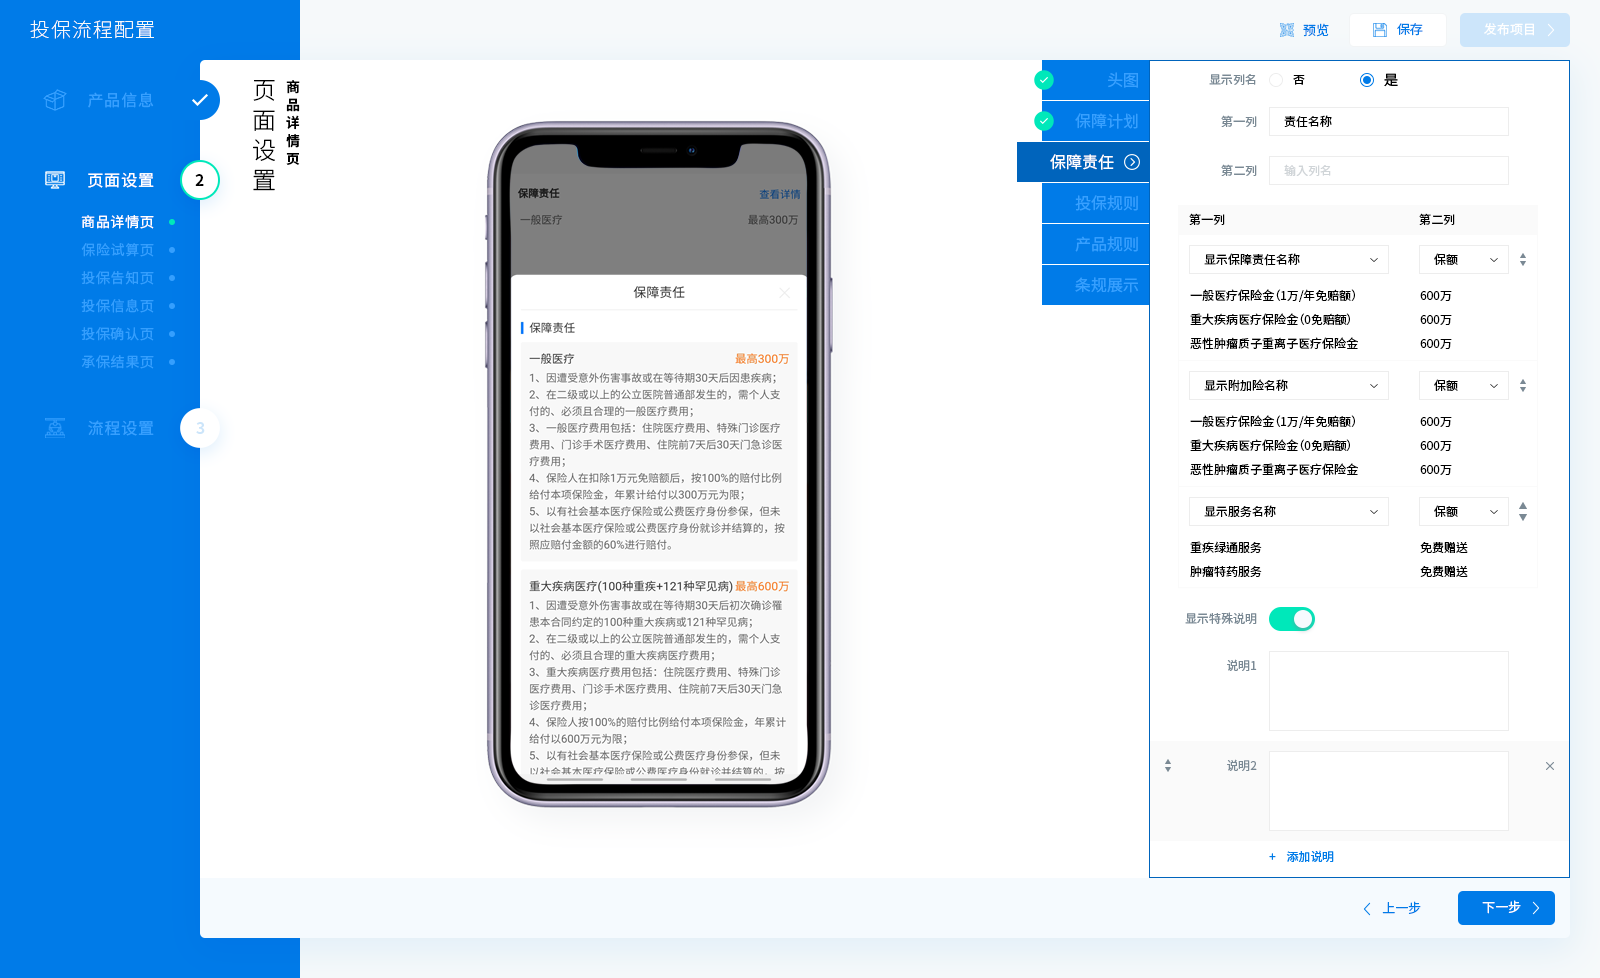 投保流程配置
预览
保存
发布项目
产品信息
页面设置
2
商品详情页
保险试算页
投保告知页
投保信息页
投保确认页
承保结果页
流程设置
3
页面设置
商品详情页
保障责任
查看详情
一般医疗
最高300万
保障责任
保障责任
一般医疗
最高300万
1、因遭受意外伤害事故或在等待期30天后因患疾病；
2、在二级或以上的公立医院普通部发生的，需个人支
付的、必须且合理的一般医疗费用；
3、一般医疗费用包括：住院医疗费用、特殊门诊医疗
费用、门诊手术医疗费用、住院前7天后30天门急诊医
疗费用；
4、保险人在扣除1万元免赔额后，按100%的赔付比例
给付本项保险金，年累计给付以300万元为限；
5、以有社会基本医疗保险或公费医疗身份参保，但未
以社会基本医疗保险或公费医疗身份就诊并结算的，按
照应赔付金额的60%进行赔付。
重大疾病医疗(100种重疾+121种罕见病)
最高600万
1、因遭受意外伤害事故或在等待期30天后初次确诊罹
患本合同约定的100种重大疾病或121种罕见病；
2、在二级或以上的公立医院普通部发生的，需个人支
付的、必须且合理的重大疾病医疗费用；
3、重大疾病医疗费用包括：住院医疗费用、特殊门诊
医疗费用、门诊手术医疗费用、住院前7天后30天门急
诊医疗费用；
4、保险人按100%的赔付比例给付本项保险金，年累计
给付以600万元为限；
5、以有社会基本医疗保险或公费医疗身份参保，但未
以社会基本医疗保险或公费医疗身份就诊并结算的，按
头图
保障计划
保障责任
投保规则
产品规则
条规展示
显示列名
否
是
第一列
责任名称
第二列
输入列名
第一列
第二列
显示保障责任名称
保额
一般医疗保险金（1万/年免赔额）
600万
重大疾病医疗保险金（0免赔额）
600万
恶性肿瘤质子重离子医疗保险金
600万
显示附加险名称
保额
一般医疗保险金（1万/年免赔额）
600万
重大疾病医疗保险金（0免赔额）
600万
恶性肿瘤质子重离子医疗保险金
600万
显示服务名称
保额
重疾绿通服务
免费赠送
肿瘤特药服务
免费赠送
显示特殊说明
说明1
说明2
+ 添加说明
上一步
下一步